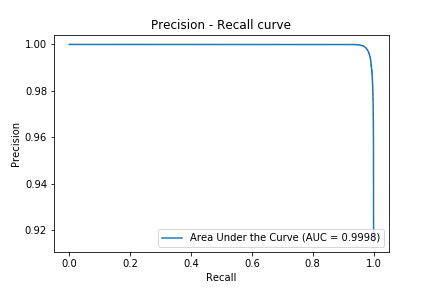 Precision - Recall curve
1.00
0.98
0.96
0.94
0.92
Precision
Area Under the Curve (AUC = 0.9998)
0.0 0.2 0.4 0.6 0.8 1.0
Recall